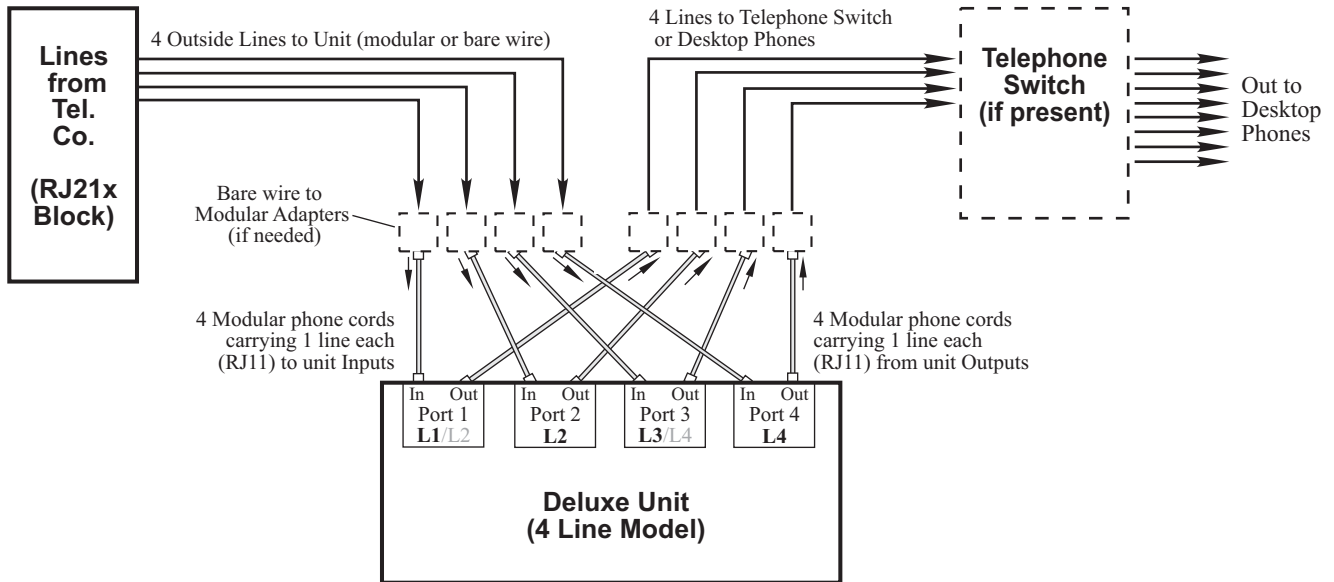 Lines
from
Tel.
Co.
(RJ21x
Block)
4 Outside Lines to Unit (modular or bare wire)
4 Lines to Telephone Switch
or Desktop Phones
Telephone
Switch
(if present)
Out to
Desktop
Phones
Bare wire to
Modular Adapters
(if needed)
4 Modular phone cords
carrying 1 line each
(RJ11) to unit Inputs
4 Modular phone cords
carrying 1 line each
(RJ11) from unit Outputs
In Out
Port 1
L1/L2
In Out
Port 2
L2
In Out
Port 3
L3/L4
In Out
Port 4
L4
Deluxe Unit
(4 Line Model)